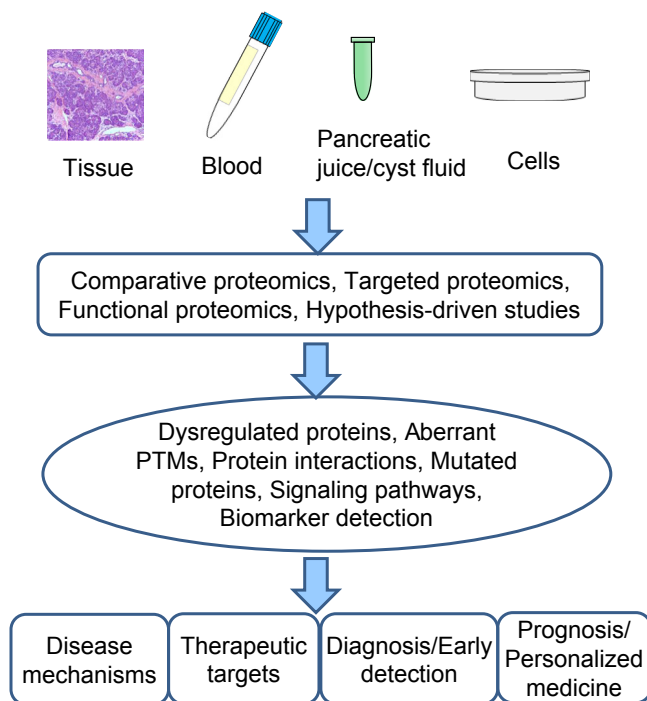 Tissue
Blood
Pancreatic
juice/cyst fluid
Cells
Comparative proteomics, Targeted proteomics,
Functional proteomics, Hypothesis-driven studies
Dysregulated proteins, Aberrant
PTMs, Protein interactions, Mutated
proteins, Signaling pathways,
Biomarker detection
Disease
mechanisms
Therapeutic
targets
Diagnosis/Early
detection
Prognosis/
Personalized
medicine